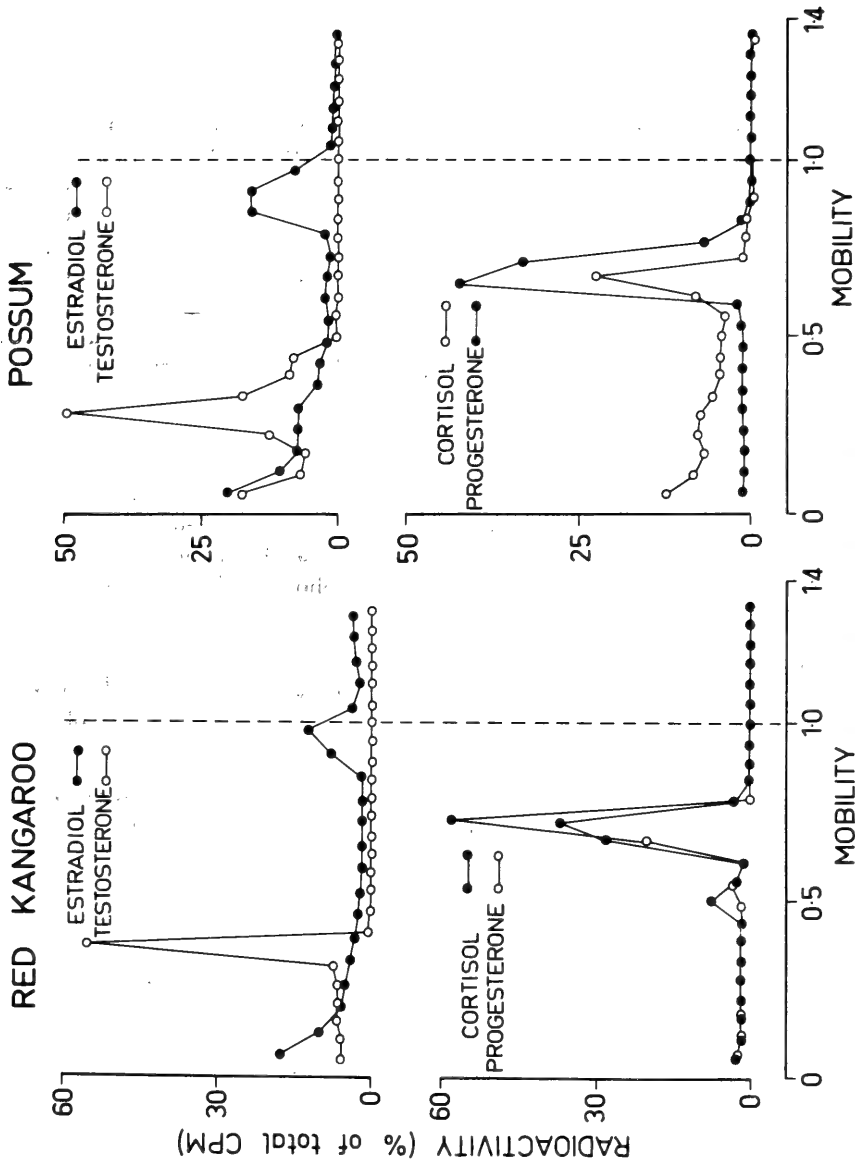 RED KANGAROO
POSSUM
ESTRADIOL
TESTOSTERONE
ESTRADIOL
TESTOSTERONE
60
30
0
50
25
0
CORTISOL
PROGESTERONE
CORTISOL
PROGESTERONE
60
30
0
50
25
0
0
0·5
1·0
1·4
0
0·5
1·0
1·4
MOBILITY
MOBILITY
RADIOACTIVITY (% of total CPM)